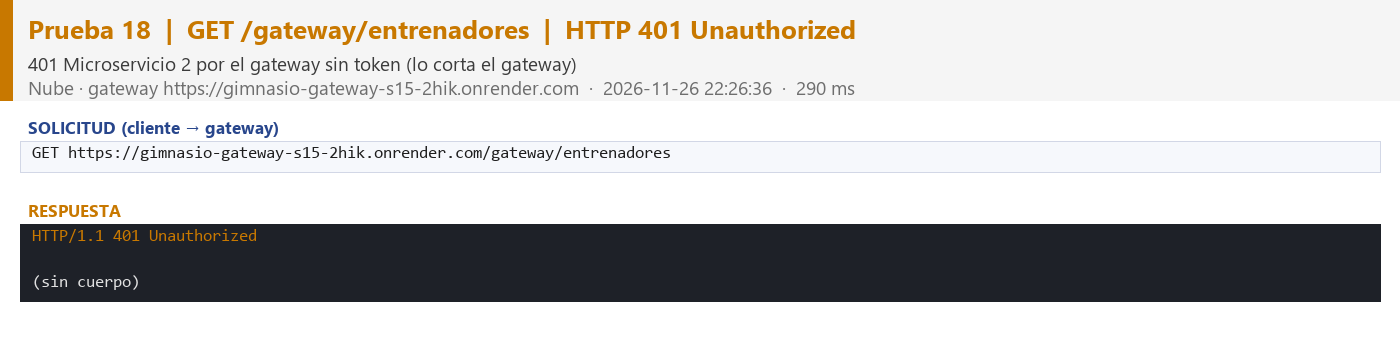 Prueba 18 | GET /gateway/entrenadores | HTTP 401 Unauthorized
401 Microservicio 2 por el gateway sin token (lo corta el gateway)
Nube · gateway https://gimnasio-gateway-s15-2hik.onrender.com · 2026-11-26 22:26:36 · 290 ms
SOLICITUD (cliente → gateway)
GET https://gimnasio-gateway-s15-2hik.onrender.com/gateway/entrenadores
RESPUESTA
HTTP/1.1 401 Unauthorized
(sin cuerpo)